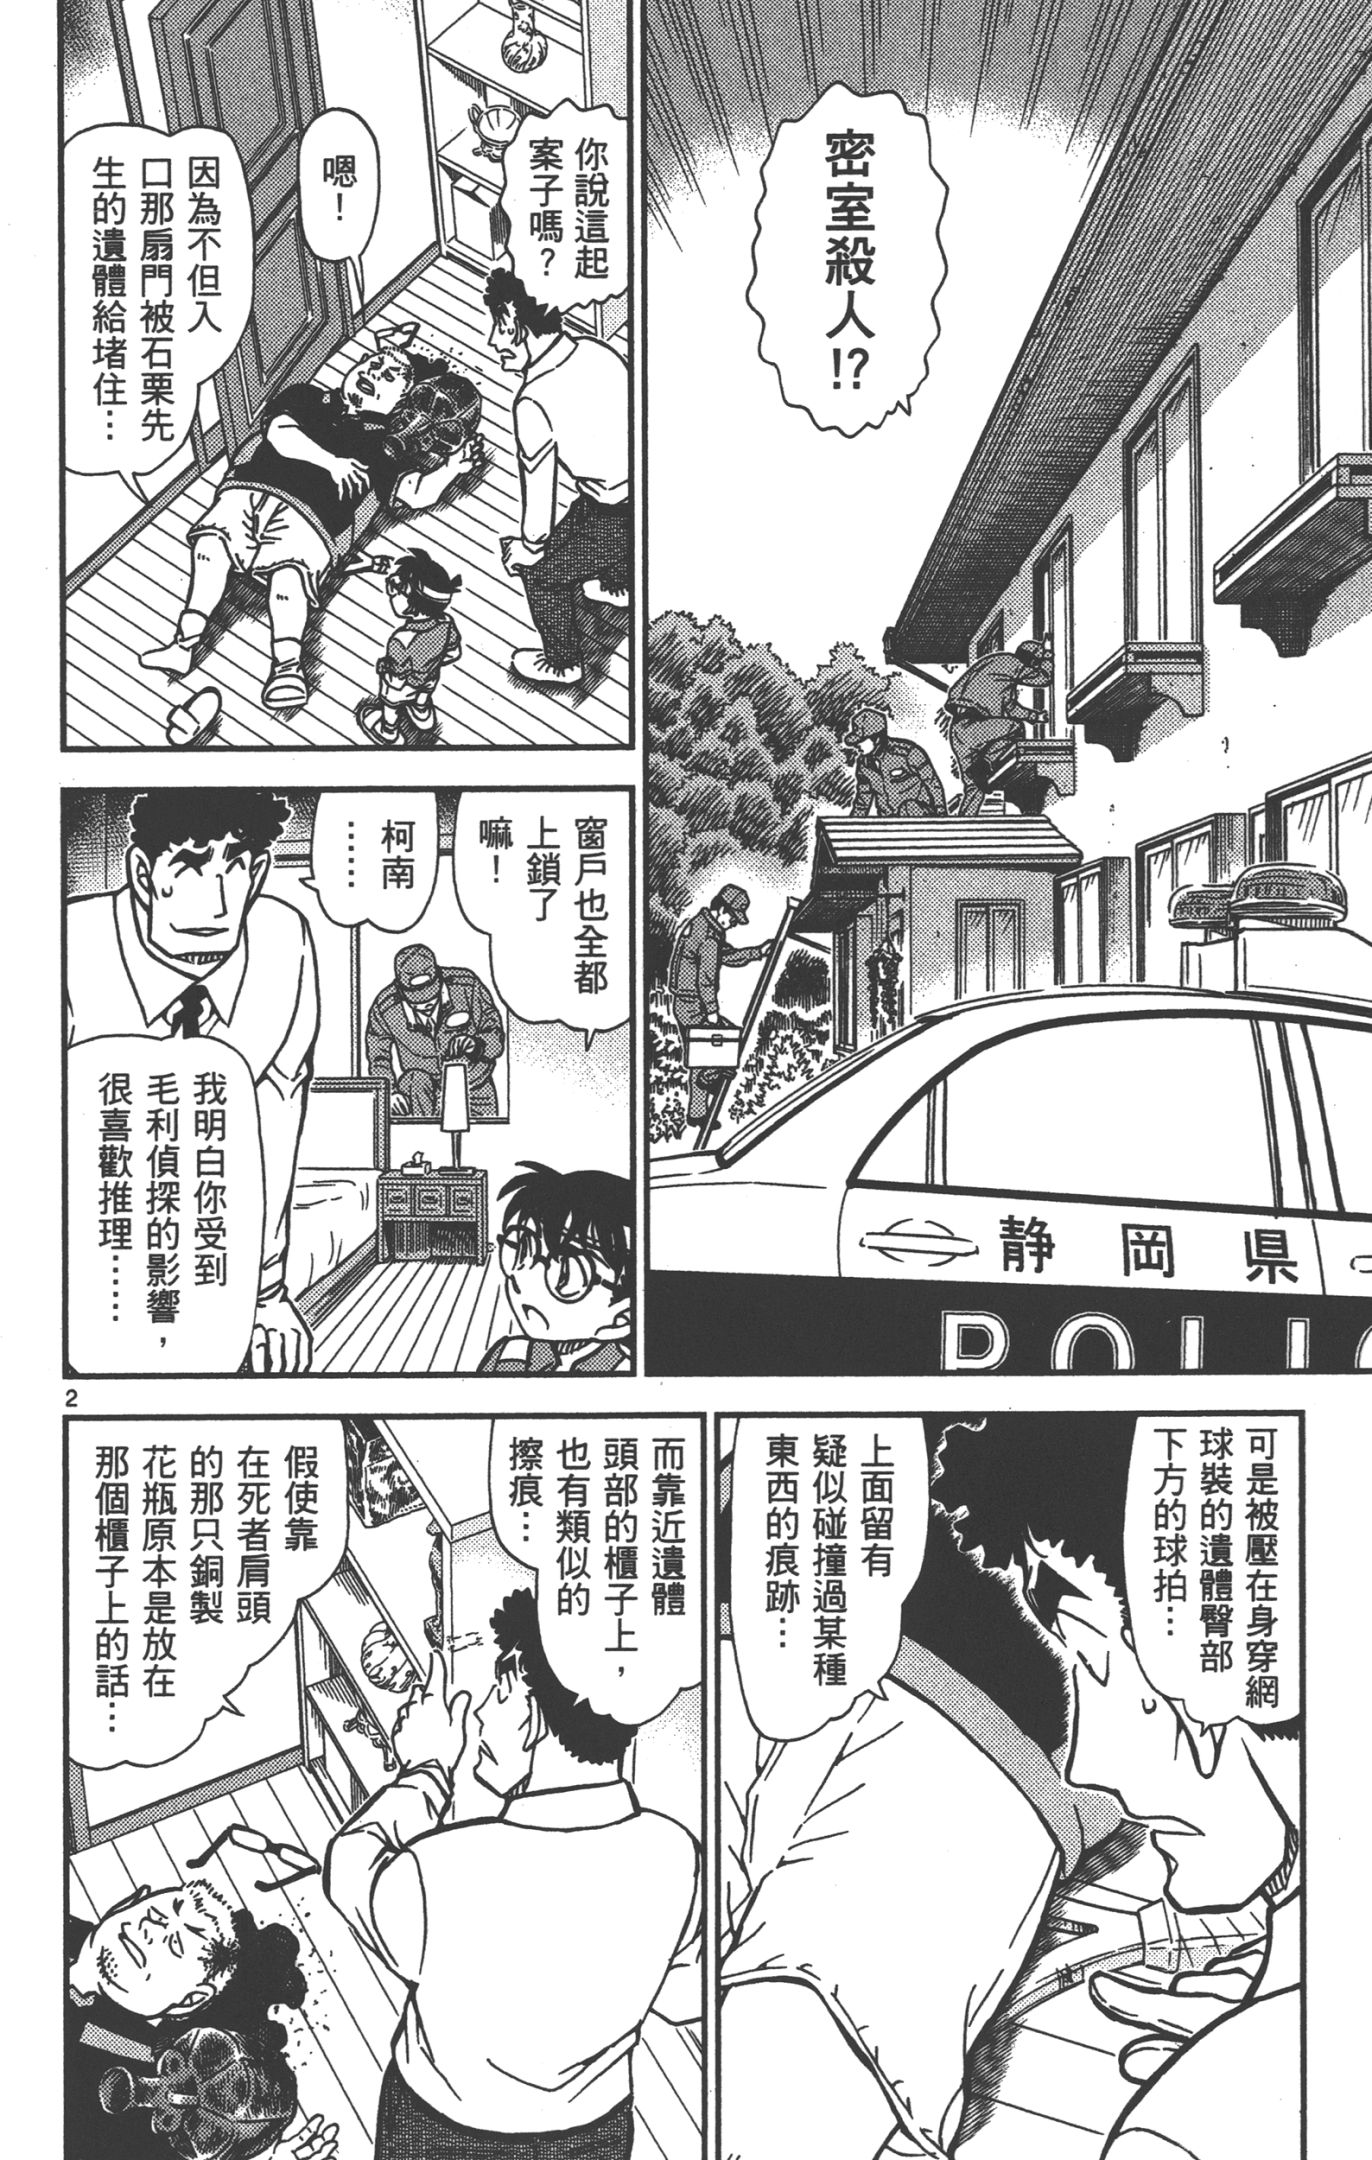 密室殺人!?
静岡県
POLIC
你說這起
案子嗎?
嗯!
因為不但入
口那扇門被石栗先
生的遺體給堵住…
窗戶也全都
上鎖了
嘛!
柯南
……
我明白你受到
毛利偵探的影響,
很喜歡推理……
2
可是被壓在身穿網
球裝的遺體臀部
下方的球拍…
上面留有
疑似碰撞過某種
東西的痕跡…
而靠近遺體
頭部的櫃子上,
也有類似的
擦痕…
假使靠
在死者肩頭
的那只銅製
花瓶原本是放在
那個櫃子上的話…